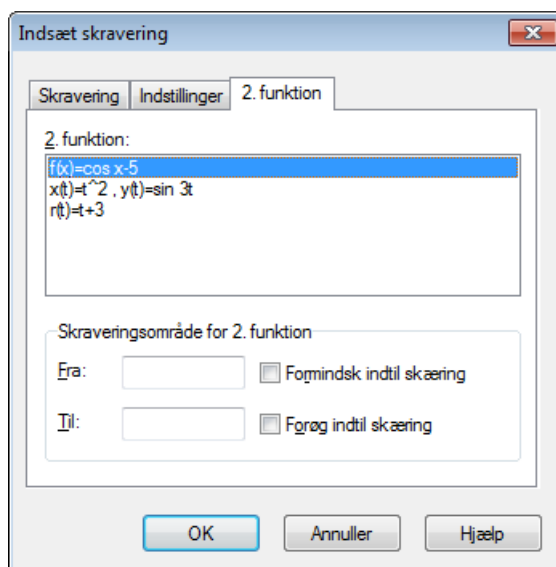 Indsæt skravering
Skravering Indstillinger 2. funktion
2. funktion:
f(x)=cos x-5
x(t)=t^2 , y(t)=sin 3t
r(t)=t+3
Skraveringsområde for 2. funktion
Fra: Formindsk indtil skæring
Til: Forøg indtil skæring
OK Annuller Hjælp